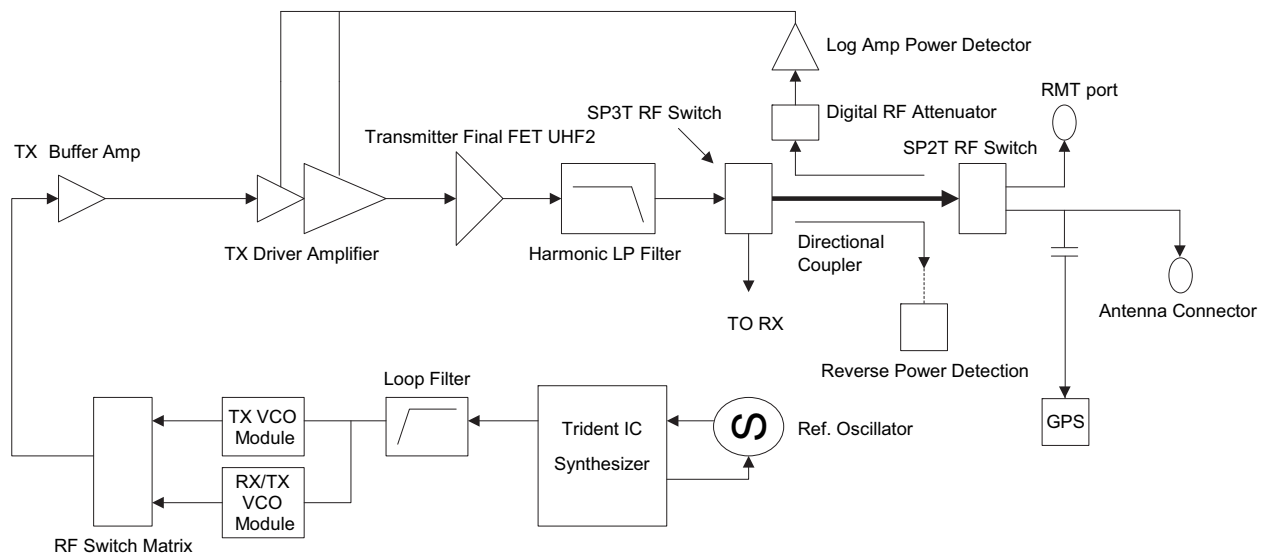 Log Amp Power Detector
RMT port
SP3T RF Switch
Digital RF Attenuator
Transmitter Final FET UHF2
SP2T RF Switch
TX Buffer Amp
TX Driver Amplifier
Harmonic LP Filter
Directional
Coupler
Antenna Connector
TO RX
Reverse Power Detection
Loop Filter
GPS
TX VCO
Module
Trident IC
Synthesizer
S
Ref. Oscillator
RX/TX
VCO
Module
RF Switch Matrix